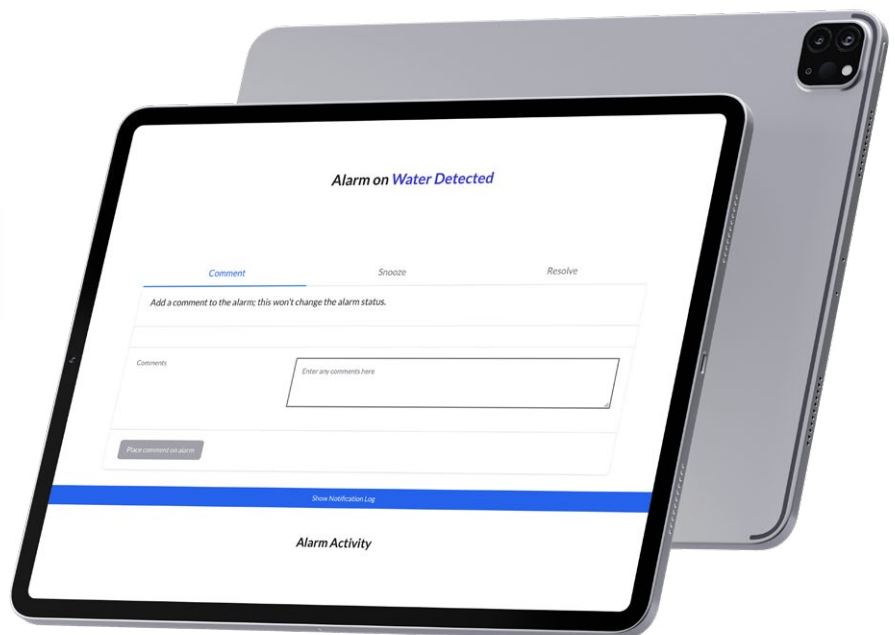 Alarm on Water Detected
Comment Snooze Resolve
Add a comment to the alarm; this won't change the alarm status.
Comments
Enter any comments here
Place comment on alarm
Show Notification Log
Alarm Activity